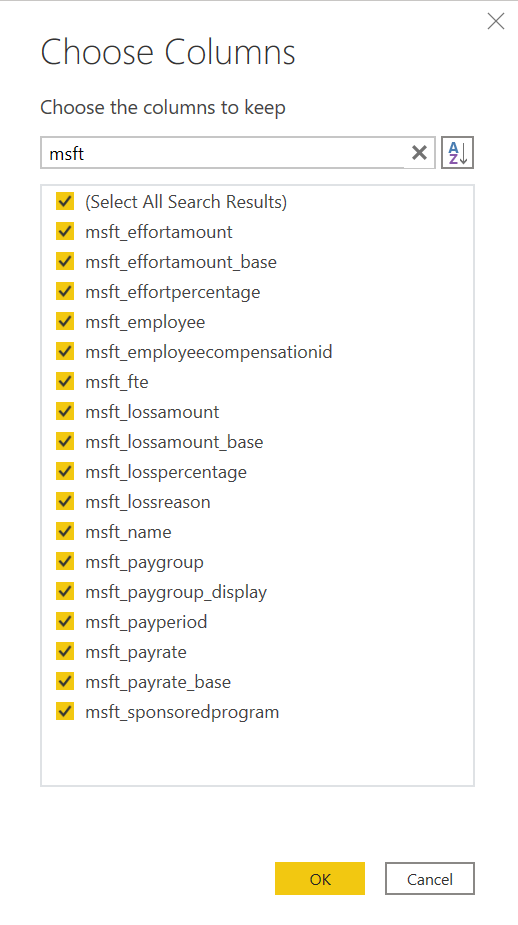 Choose Columns
Choose the columns to keep
msft
AZ
(Select All Search Results)
msft_effortamount
msft_effortamount_base
msft_effortpercentage
msft_employee
msft_employeecompensationid
msft_fte
msft_lossamount
msft_lossamount_base
msft_losspercentage
msft_lossreason
msft_name
msft_paygroup
msft_paygroup_display
msft_payperiod
msft_payrate
msft_payrate_base
msft_sponsoredprogram
OK
Cancel